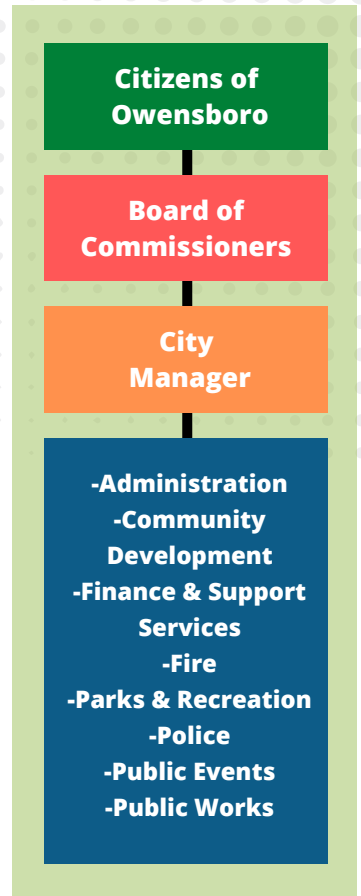 Citizens of
Owensboro
Board of
Commissioners
City
Manager
-Administration
-Community
Development
-Finance & Support
Services
-Fire
-Parks & Recreation
-Police
-Public Events
-Public Works